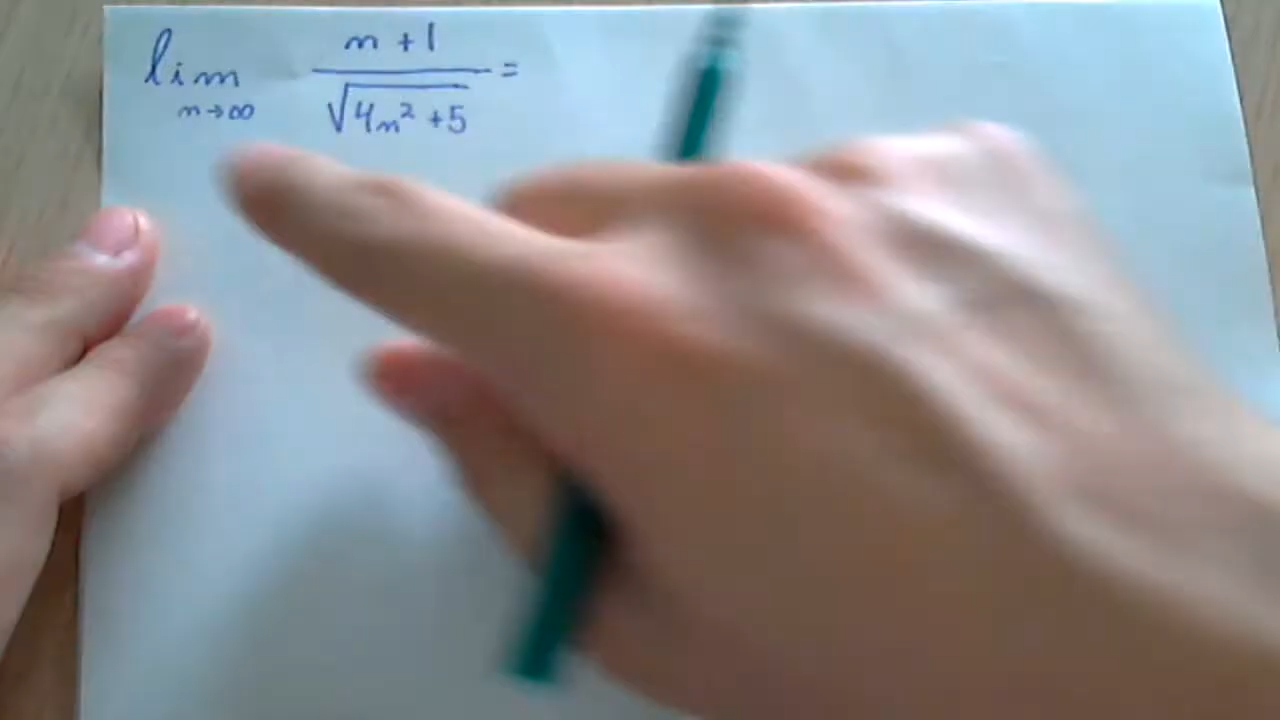 lim n→∞ n+1 / √(4n²+5) =